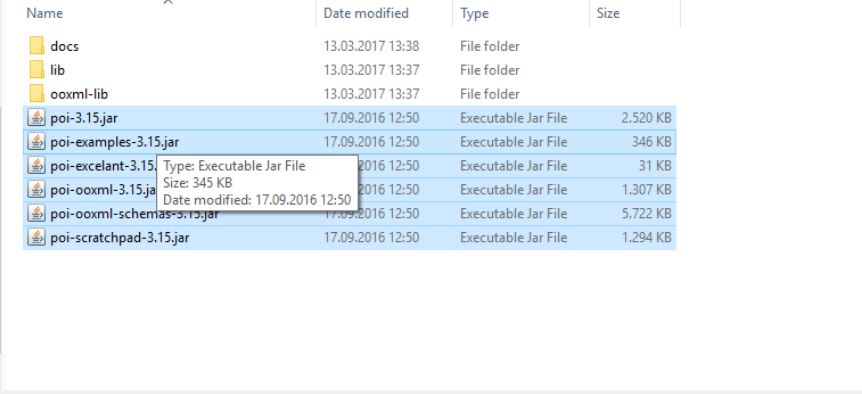 Name Date modified Type Size
docs 13.03.2017 13:38 File folder
lib 13.03.2017 13:37 File folder
ooxml-lib 13.03.2017 13:37 File folder
poi-3.15.jar 17.09.2016 12:50 Executable Jar File 2.520 KB
poi-examples-3.15.jar 17.09.2016 12:50 Executable Jar File 346 KB
poi-excelant-3.15. 2016 12:50 Executable Jar File 31 KB
Type: Executable Jar File
Size: 345 KB
Date modified: 17.09.2016 12:50
poi-ooxml-3.15.ja 2016 12:50 Executable Jar File 1.307 KB
poi-ooxml-schemas-3.15.jar 17.09.2016 12:50 Executable Jar File 5.722 KB
poi-scratchpad-3.15.jar 17.09.2016 12:50 Executable Jar File 1.294 KB